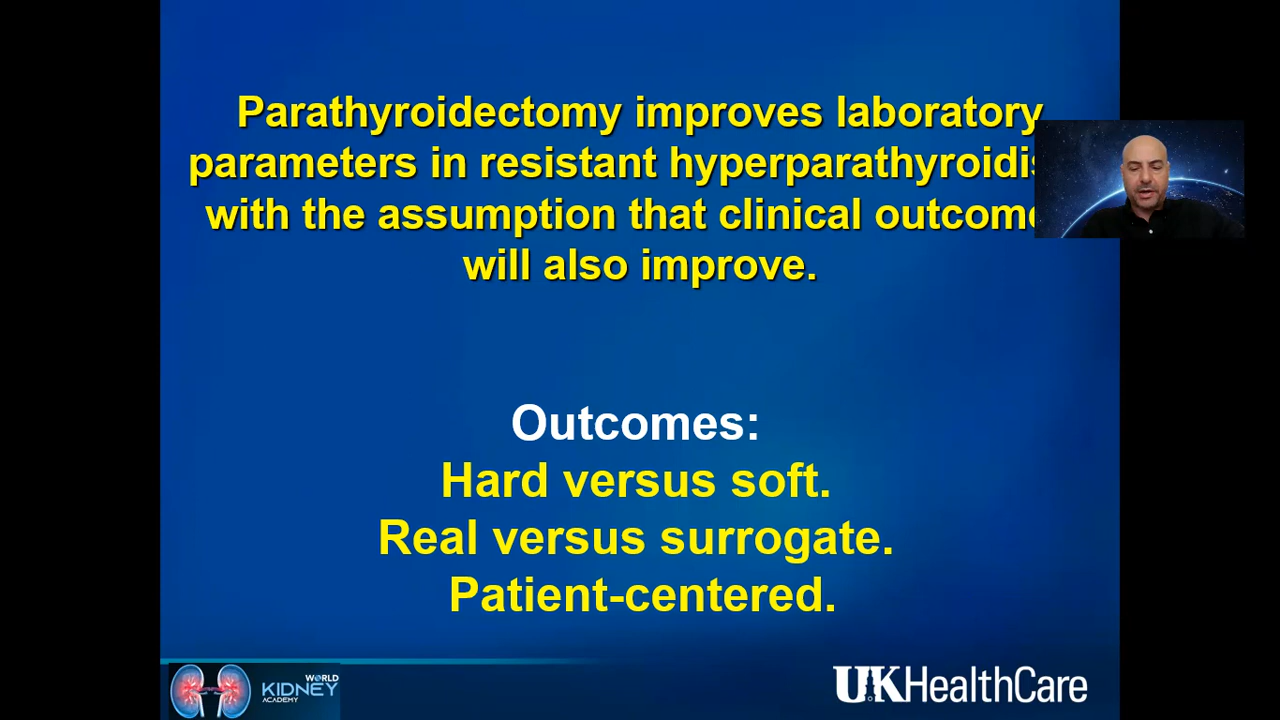 Parathyroidectomy improves laboratory
parameters in resistant
with the assumption that clinical
will also improve.
Outcomes:
Hard versus soft.
Real versus surrogate.
Patient-centered.
WORLD
KIDNEY
ACADEMY
UKHealthCare